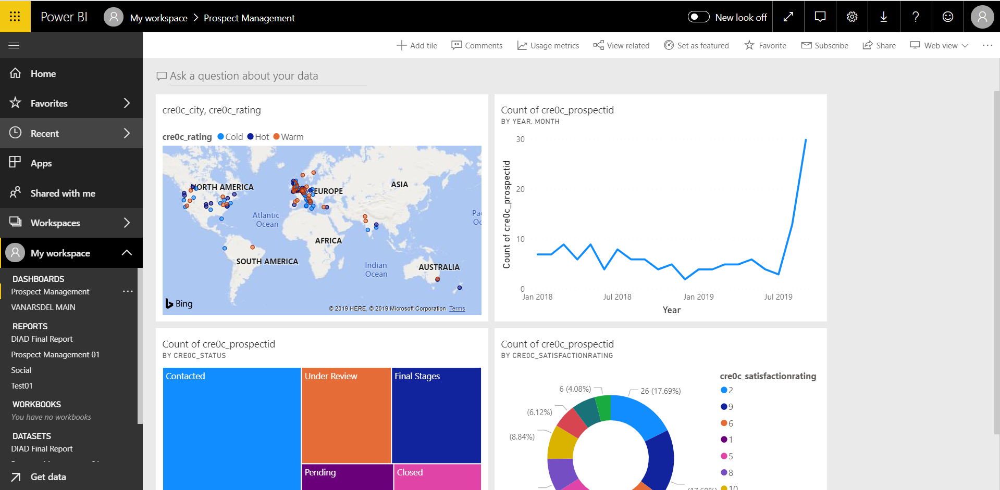 Power BI
My workspace > Prospect Management
New look off
Add tile
Comments
Usage metrics
View related
Set as featured
Favorite
Subscribe
Share
Web view
Home
Favorites
Recent
Apps
Shared with me
Workspaces
My workspace
DASHBOARDS
Prospect Management
VANARSDEL MAIN
REPORTS
DIAD Final Report
Prospect Management 01
Social
Test01
WORKBOOKS
You have no workbooks
DATASETS
DIAD Final Report
Get data
Ask a question about your data
cre0c_city, cre0c_rating
cre0c_rating Cold Hot Warm
NORTH AMERICA
EUROPE
ASIA
Atlantic
Ocean
AFRICA
SOUTH AMERICA
Indian
Ocean
AUSTRALIA
Bing
© 2019 HERE, © 2019 Microsoft Corporation Terms
Count of cre0c_prospectid
BY YEAR, MONTH
Count of cre0c_prospectid
30
20
10
0
Jan 2018
Jul 2018
Jan 2019
Jul 2019
Year
Count of cre0c_prospectid
BY CRE0C_STATUS
Contacted
Under Review
Final Stages
Pending
Closed
Count of cre0c_prospectid
BY CRE0C_SATISFACTIONRATING
6 (4.08%)
26 (17.69%)
(6.12%)
(8.84%)
cre0c_satisfactionrating
2
9
6
1
5
8
10